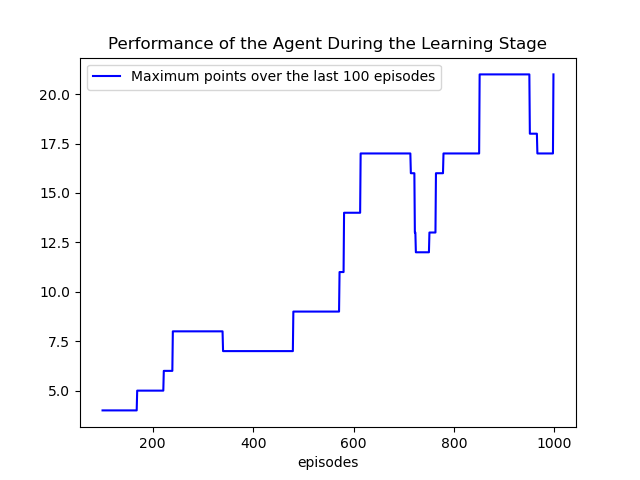 Performance of the Agent During the Learning Stage
Maximum points over the last 100 episodes
20.0
17.5
15.0
12.5
10.0
7.5
5.0
200 400 600 800 1000
episodes